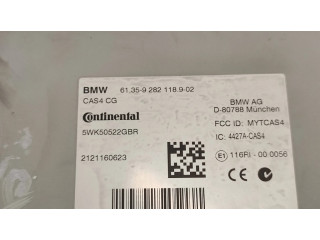 BMW 61.35-9 282 118.9-02
CAS4 CG
BMW AG
D-80788 München
Continental
5WK50522GBR
FCC ID: MYTCAS4
IC: 4427A-CAS4
2121160623
E1 116RI - 00 0056
CE